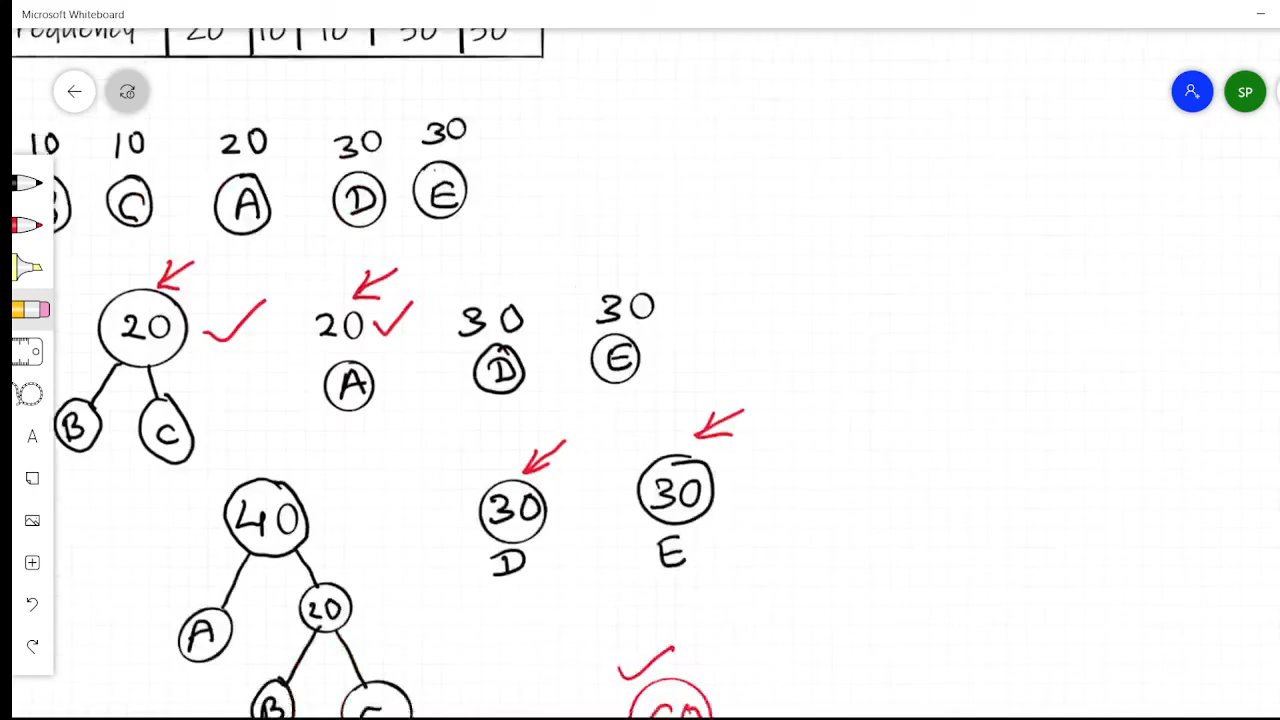 Microsoft Whiteboard
requency 20 10 10 30 30
SP
10 10 20 30 30
C A D E
20 20 30 30
A D E
B C
A
40 30 30
D E
20
A
B C
60